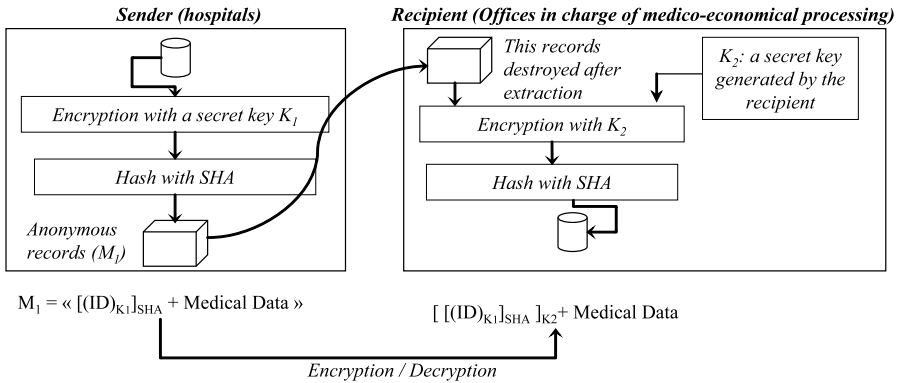 Sender (hospitals)
Recipient (Offices in charge of medico-economical processing)
Encryption with a secret key K1
Hash with SHA
Anonymous
records (M1)
This records
destroyed after
extraction
K2: a secret key
generated by the
recipient
Encryption with K2
Hash with SHA
M1 = « [(ID)K1]SHA + Medical Data »
[ [(ID)K1]SHA ]K2+ Medical Data
Encryption / Decryption